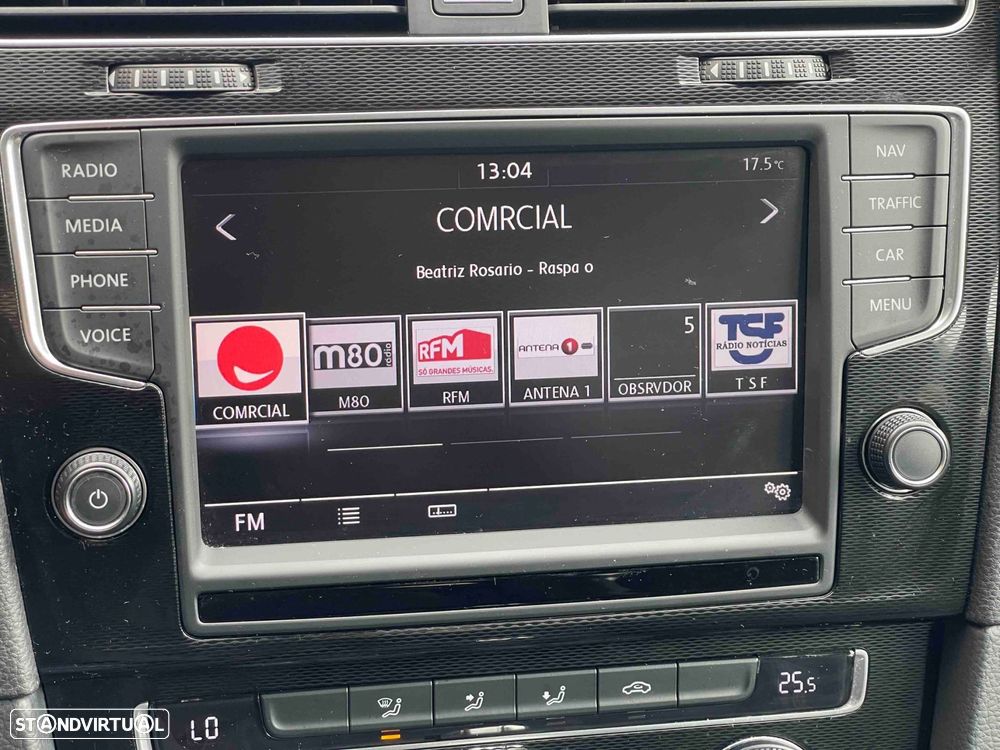 RADIO
MEDIA
PHONE
VOICE
13:04
17.5°C
COMRCIAL
Beatriz Rosario - Raspa o
COMRCIAL
m80 rádio
M80
RFM
SÓ GRANDES MÚSICAS.
RFM
ANTENA 1
ANTENA 1
5
OBSRVDOR
TSF
RÁDIO NOTÍCIAS
T S F
FM
NAV
TRAFFIC
CAR
MENU
LO
25.5
STANDVIRTUAL